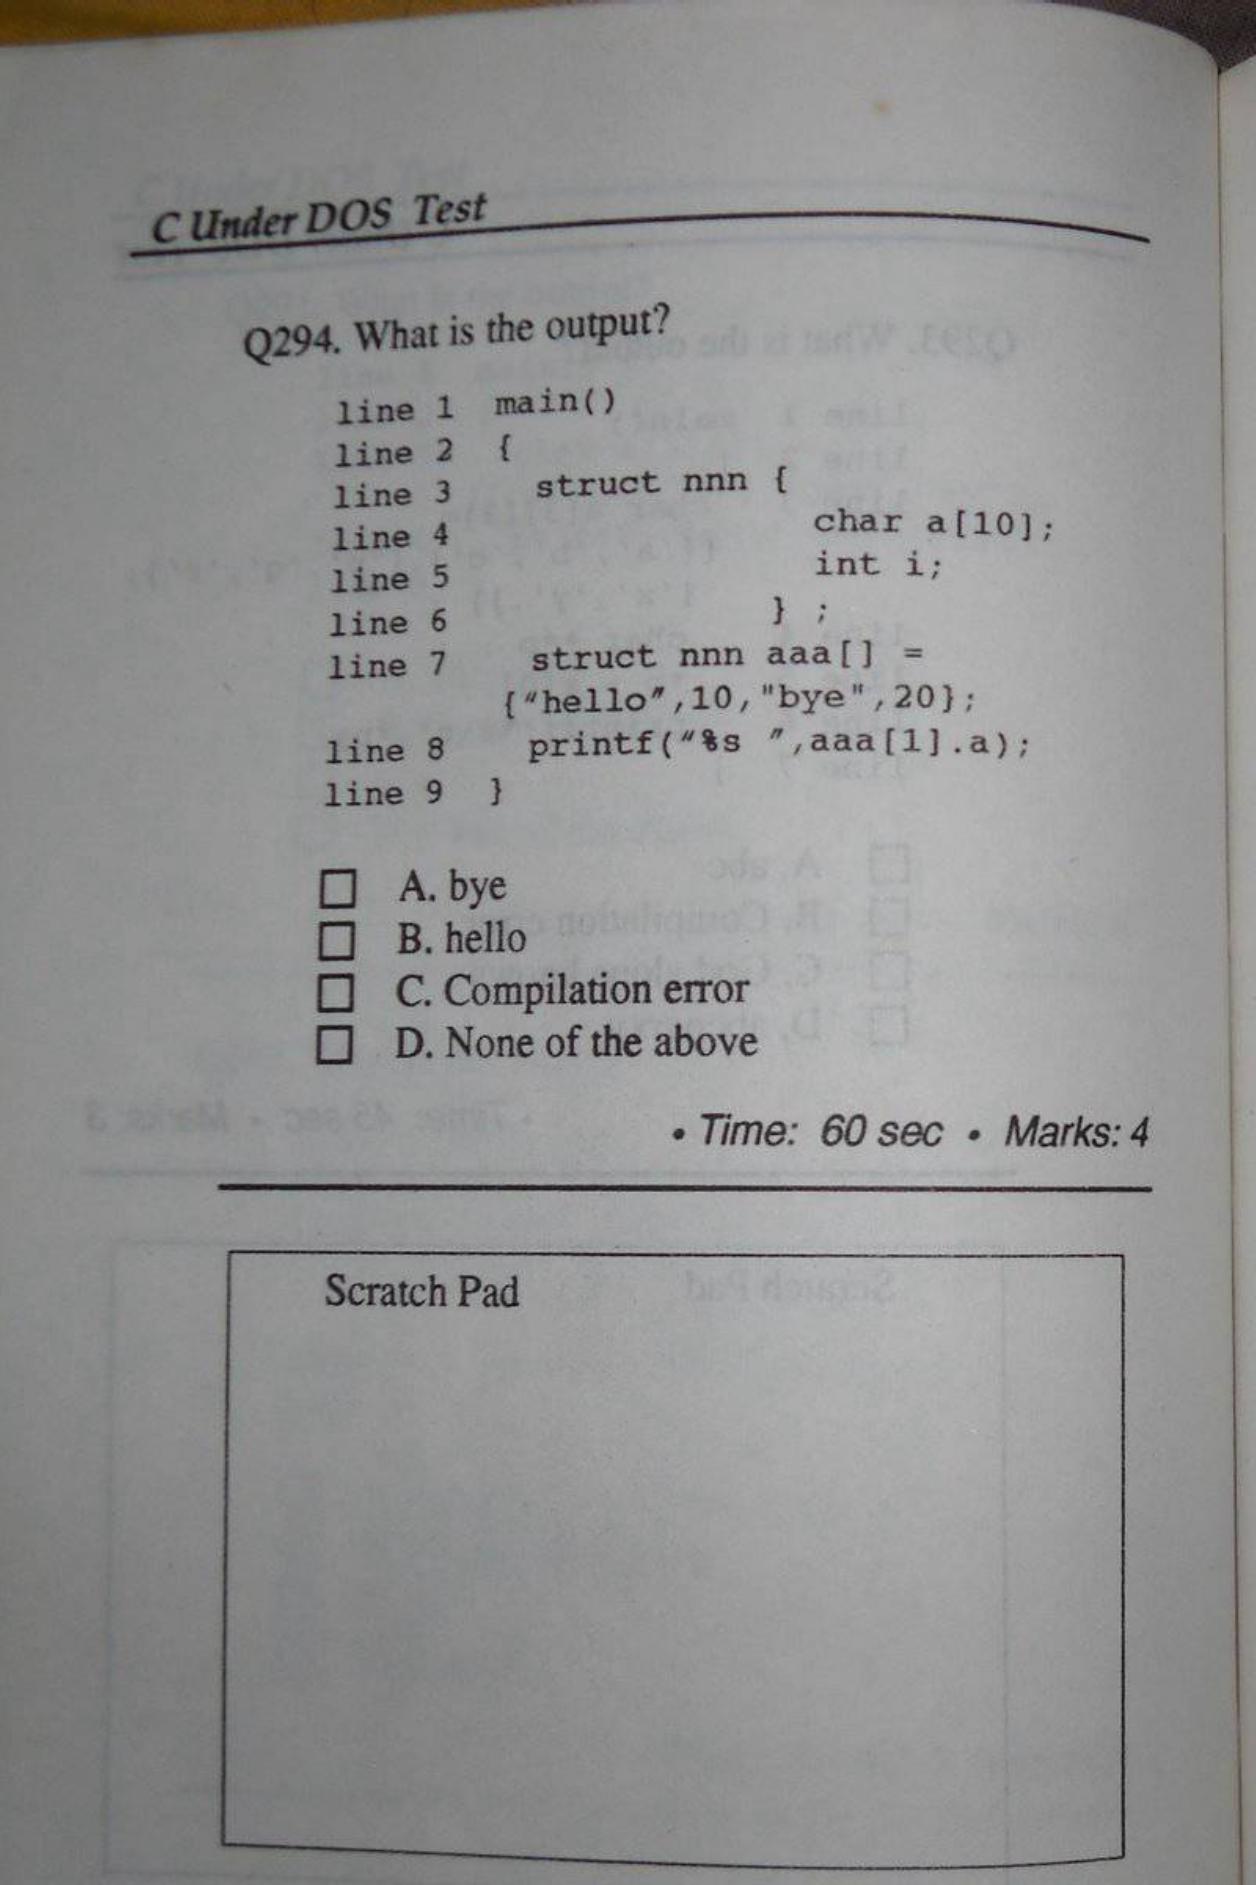 C Under DOS Test
Q294. What is the output?
line 1 main()
line 2 {
line 3 struct nnn {
line 4 char a[10];
line 5 int i;
line 6 } ;
line 7 struct nnn aaa[] =
{“hello”,10,"bye",20};
line 8 printf(“%s ”,aaa[1].a);
line 9 }
A. bye
B. hello
C. Compilation error
D. None of the above
• Time: 60 sec • Marks: 4
Scratch Pad